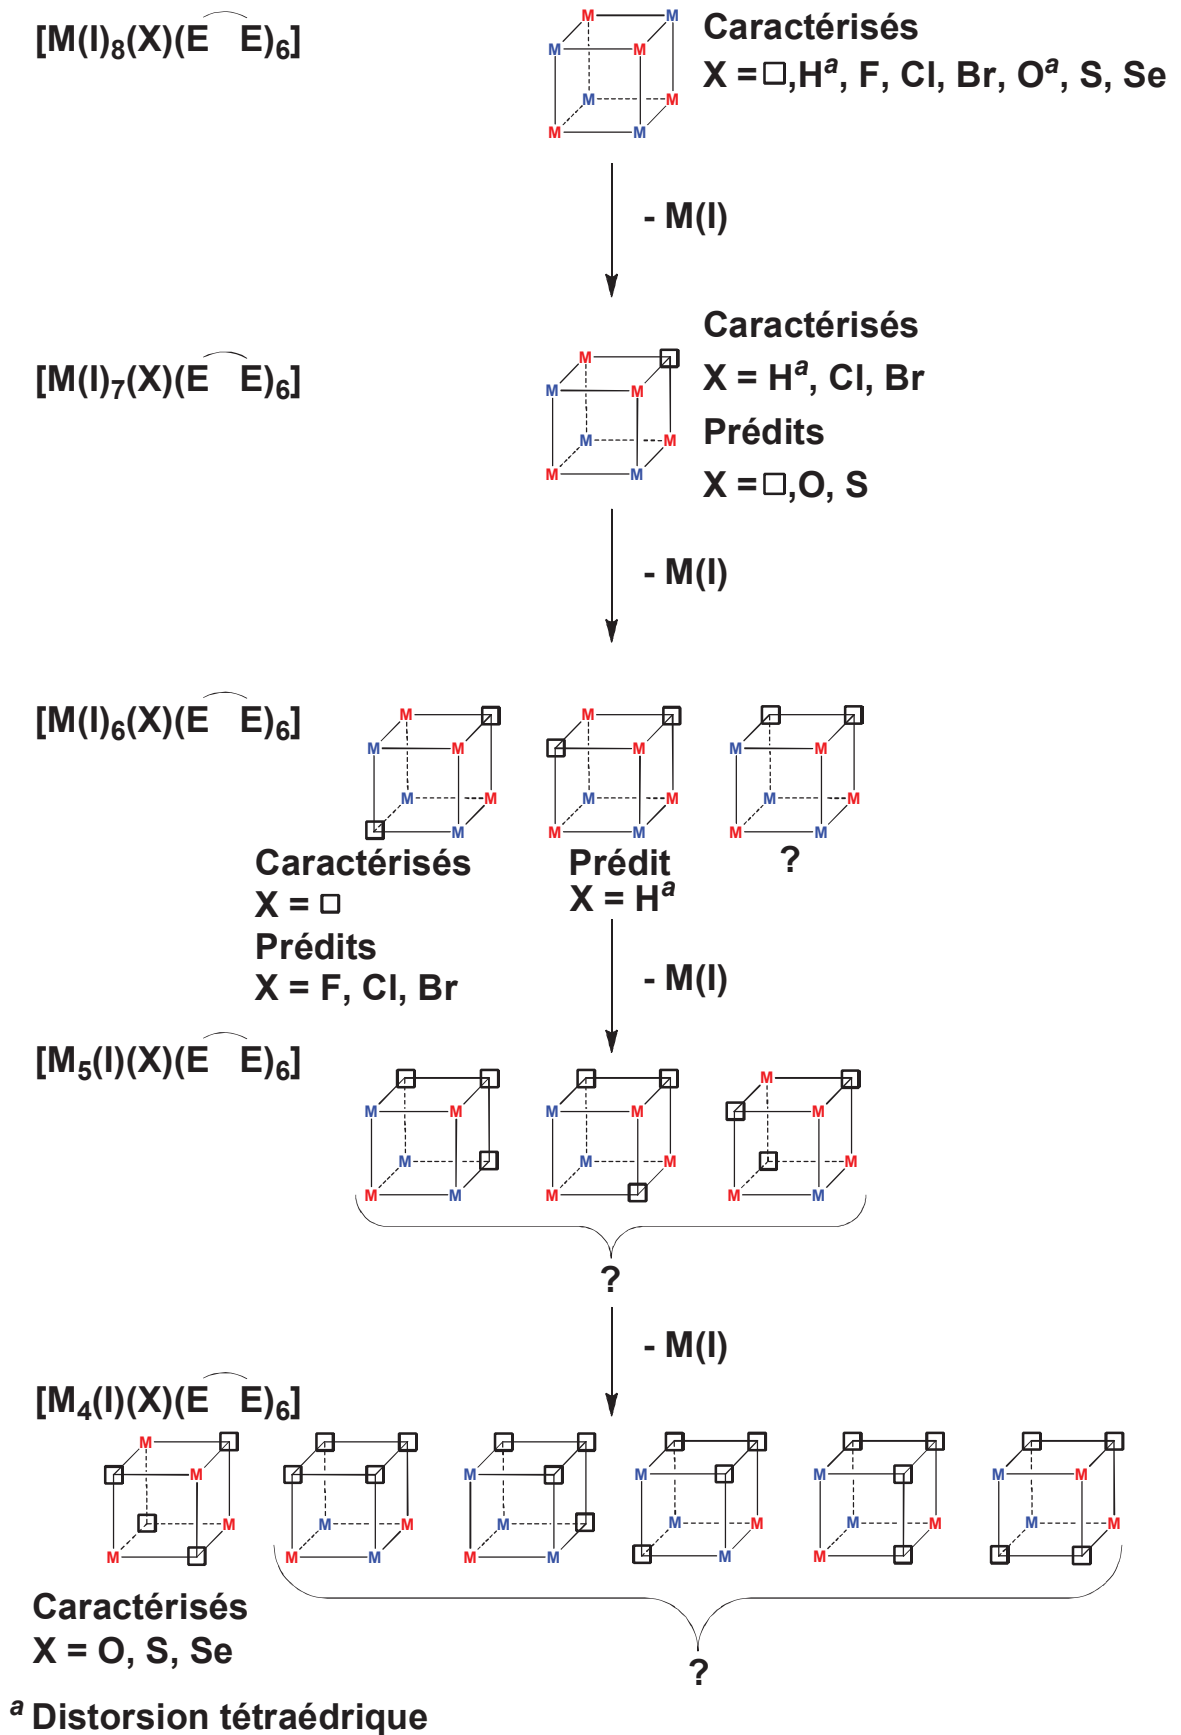 [M(I)8(X)(E E)6]
Caractérisés
X = □,Hᵃ, F, Cl, Br, Oᵃ, S, Se
M M
M M
M M
M M
- M(I)
[M(I)7(X)(E E)6]
Caractérisés
X = Hᵃ, Cl, Br
Prédits
X = □,O, S
M
M M
M M
M M
- M(I)
[M(I)6(X)(E E)6]
M M
M M M M M
M M M M M M
M M M M M
Caractérisés
X = □
Prédits
X = F, Cl, Br
Prédit
X = Hᵃ
?
- M(I)
[M5(I)(X)(E E)6]
M
M M M M M
M M M M
M M M M M
?
- M(I)
[M4(I)(X)(E E)6]
M
M M M M M M
M M M M M M M M M M
M M M M M M M
Caractérisés
X = O, S, Se
?
ᵃ Distorsion tétraédrique